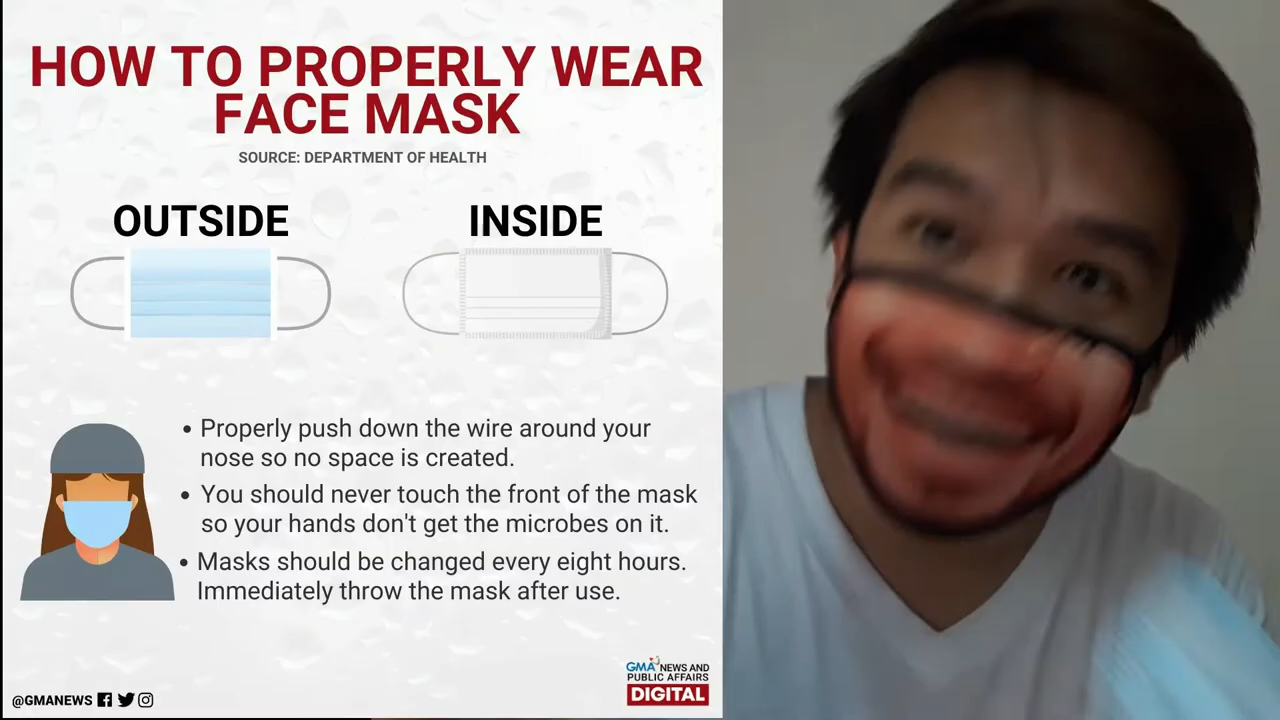 HOW TO PROPERLY WEAR
FACE MASK
SOURCE: DEPARTMENT OF HEALTH
OUTSIDE
INSIDE
• Properly push down the wire around your
nose so no space is created.
• You should never touch the front of the mask
so your hands don't get the microbes on it.
• Masks should be changed every eight hours.
Immediately throw the mask after use.
@GMANEWS
GMA NEWS AND
PUBLIC AFFAIRS
DIGITAL